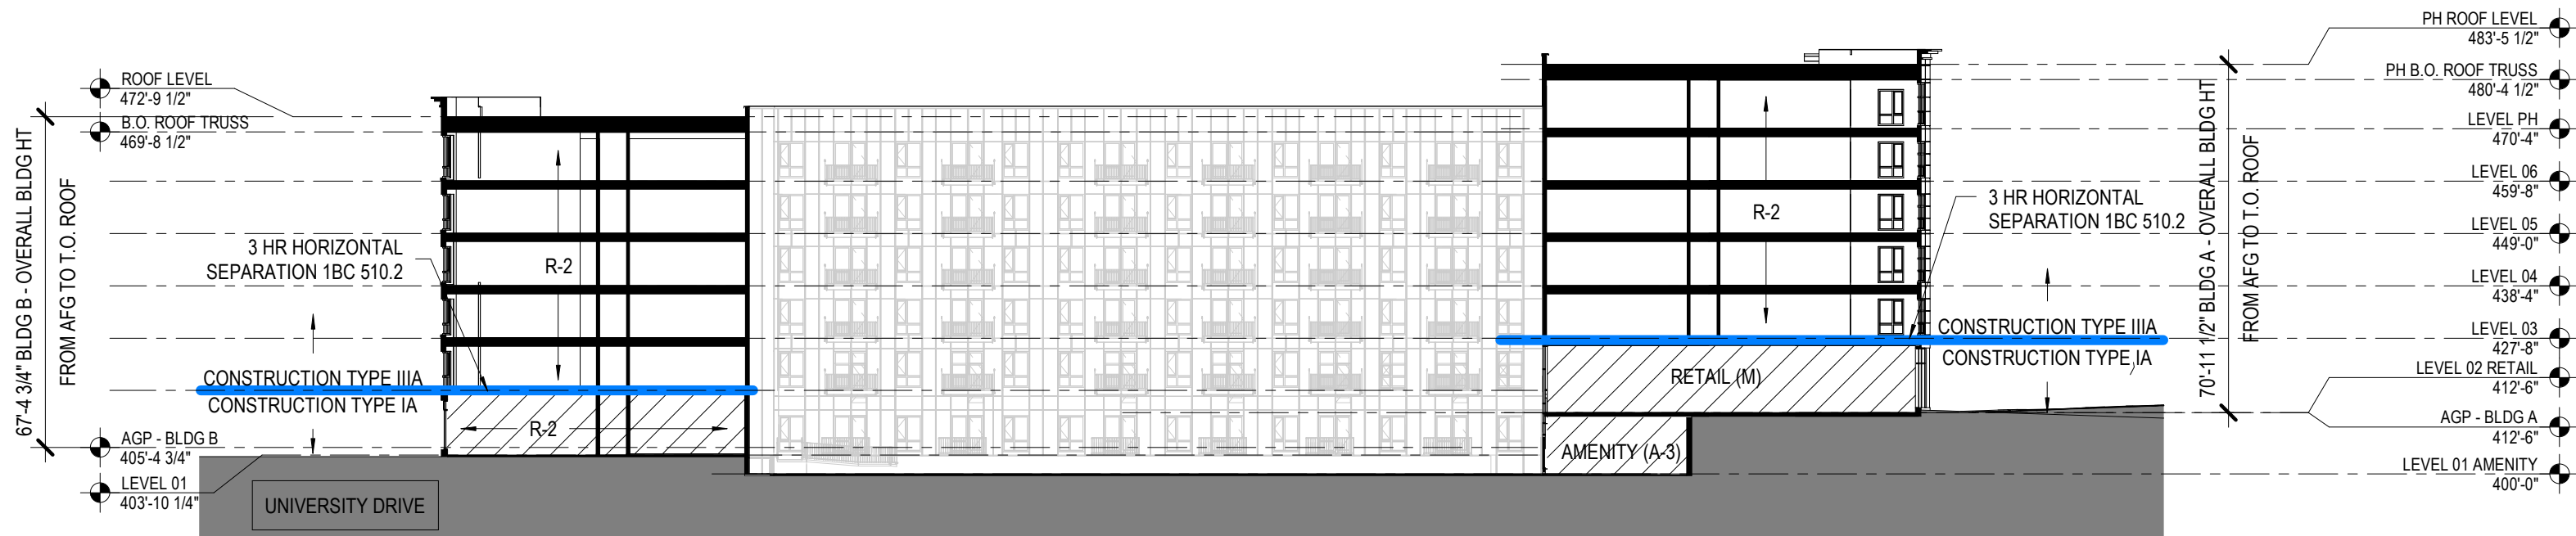 ROOF LEVEL
472'-9 1/2"
B.O. ROOF TRUSS
469'-8 1/2"
67'-4 3/4" BLDG B - OVERALL BLDG HT
FROM AFG TO T.O. ROOF
3 HR HORIZONTAL
SEPARATION 1BC 510.2
CONSTRUCTION TYPE IIIA
CONSTRUCTION TYPE IA
AGP - BLDG B
405'-4 3/4"
LEVEL 01
403'-10 1/4"
UNIVERSITY DRIVE
R-2
R-2
R-2
RETAIL (M)
AMENITY (A-3)
3 HR HORIZONTAL
SEPARATION 1BC 510.2
CONSTRUCTION TYPE IIIA
CONSTRUCTION TYPE IA
70'-11 1/2" BLDG A - OVERALL BLDG HT
FROM AFG TO T.O. ROOF
PH ROOF LEVEL
483'-5 1/2"
PH B.O. ROOF TRUSS
480'-4 1/2"
LEVEL PH
470'-4"
LEVEL 06
459'-8"
LEVEL 05
449'-0"
LEVEL 04
438'-4"
LEVEL 03
427'-8"
LEVEL 02 RETAIL
412'-6"
AGP - BLDG A
412'-6"
LEVEL 01 AMENITY
400'-0"